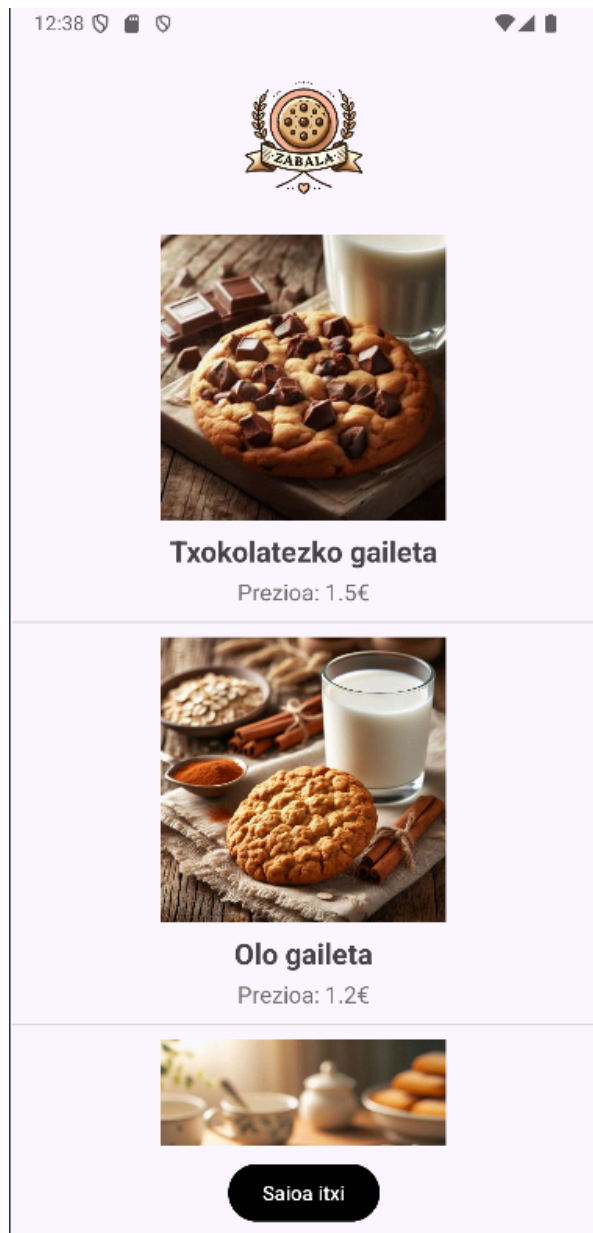 12:38
ZABALA
Txokolatezko gaileta
Prezioa: 1.5€
Olo gaileta
Prezioa: 1.2€
Saioa itxi